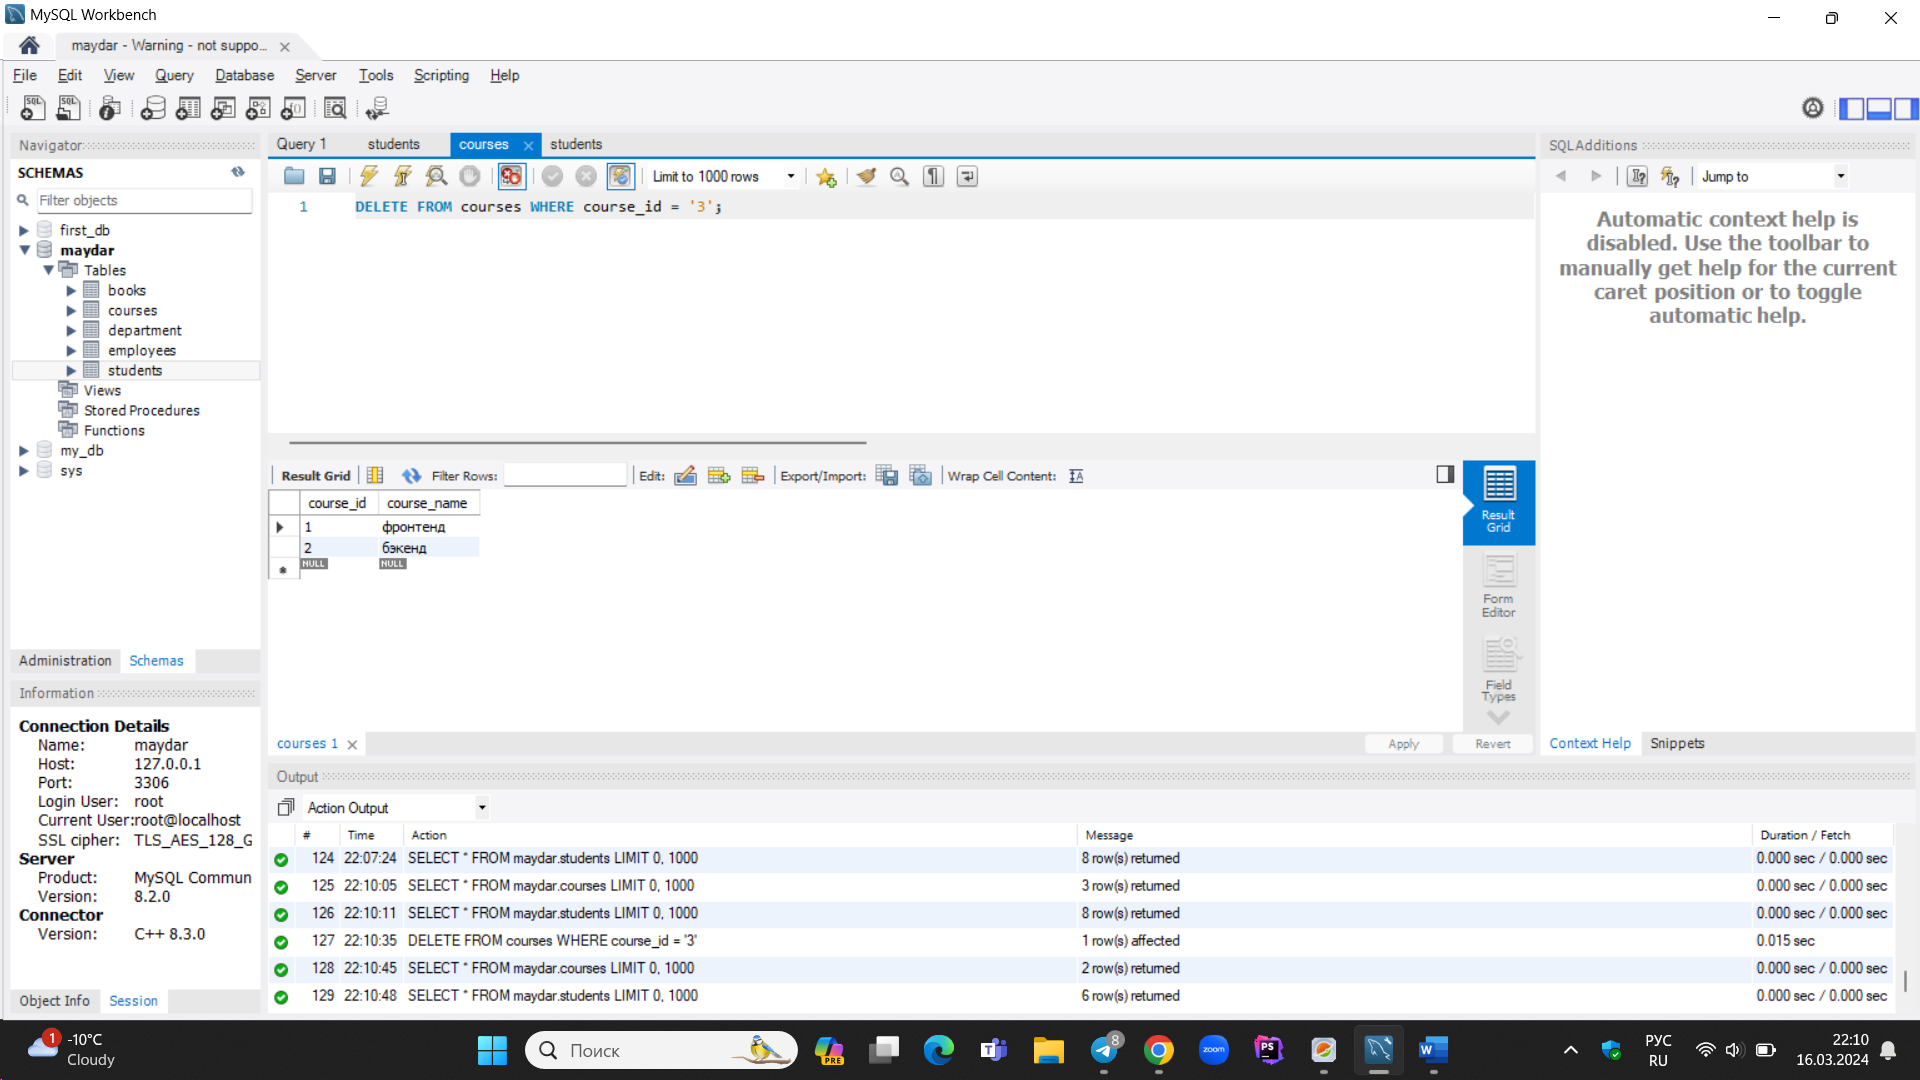 MySQL Workbench
maydar - Warning - not suppo...
File Edit View Query Database Server Tools Scripting Help
Navigator
SCHEMAS
Filter objects
first_db
maydar
Tables
books
courses
department
employees
students
Views
Stored Procedures
Functions
my_db
sys
Administration Schemas
Information
Connection Details
Name: maydar
Host: 127.0.0.1
Port: 3306
Login User: root
Current User:root@localhost
SSL cipher: TLS_AES_128_G
Server
Product: MySQL Commun
Version: 8.2.0
Connector
Version: C++ 8.3.0
Object Info Session
Query 1 students courses students
Limit to 1000 rows
1 DELETE FROM courses WHERE course_id = '3';
Result Grid Filter Rows: Edit: Export/Import: Wrap Cell Content:
course_id course_name
1 фронтенд
2 бэкенд
NULL NULL
Result
Grid
Form
Editor
Field
Types
courses 1 Apply Revert
SQLAdditions
Jump to
Automatic context help is
disabled. Use the toolbar to
manually get help for the current
caret position or to toggle
automatic help.
Context Help Snippets
Output
Action Output
# Time Action Message Duration / Fetch
124 22:07:24 SELECT * FROM maydar.students LIMIT 0, 1000 8 row(s) returned 0.000 sec / 0.000 sec
125 22:10:05 SELECT * FROM maydar.courses LIMIT 0, 1000 3 row(s) returned 0.000 sec / 0.000 sec
126 22:10:11 SELECT * FROM maydar.students LIMIT 0, 1000 8 row(s) returned 0.000 sec / 0.000 sec
127 22:10:35 DELETE FROM courses WHERE course_id = '3' 1 row(s) affected 0.015 sec
128 22:10:45 SELECT * FROM maydar.courses LIMIT 0, 1000 2 row(s) returned 0.000 sec / 0.000 sec
129 22:10:48 SELECT * FROM maydar.students LIMIT 0, 1000 6 row(s) returned 0.000 sec / 0.000 sec
1
-10°C
Cloudy
Поиск
PRE
8
zoom
PS
W
РУС
RU
22:10
16.03.2024